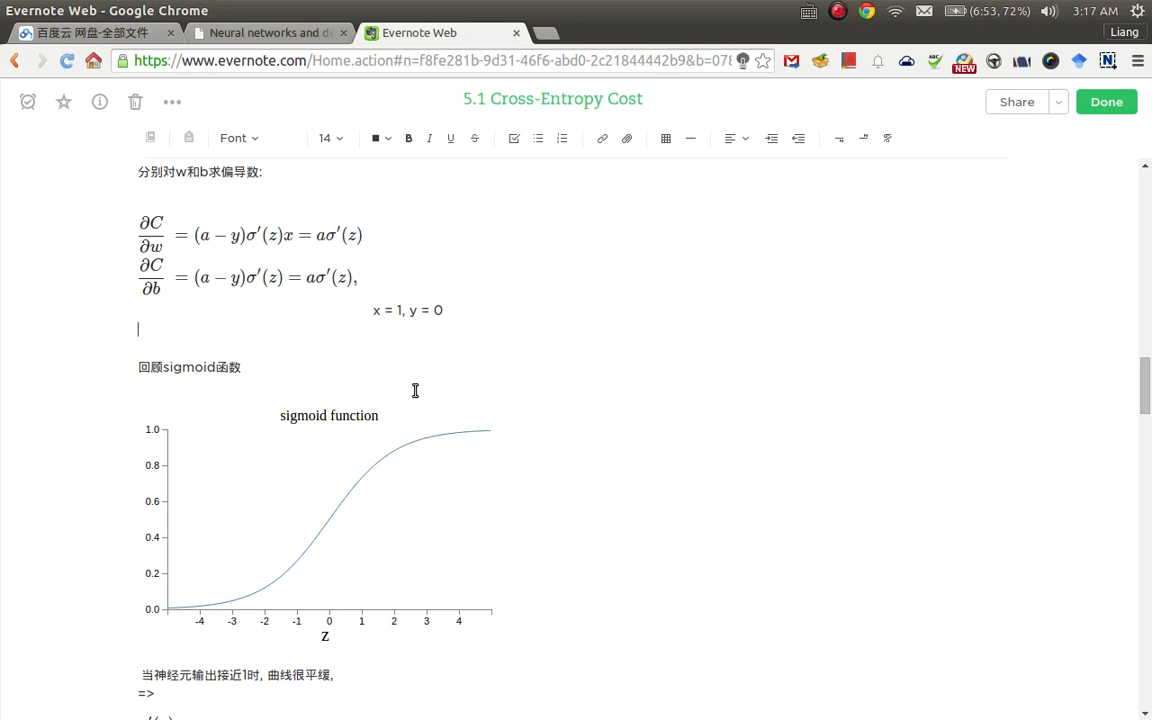 Evernote Web - Google Chrome
(6:53, 72%)
3:17 AM
百度云 网盘-全部文件
Neural networks and de
Evernote Web
Liang
https://www.evernote.com/Home.action#n=f8fe281b-9d31-46f6-abd0-2c21844442b9&b=078
NEW
5.1 Cross-Entropy Cost
Share
Done
Font
14
B I U S
分别对w和b求偏导数:
∂C/∂w = (a − y)σ′(z)x = aσ′(z)
∂C/∂b = (a − y)σ′(z) = aσ′(z),
x = 1, y = 0
回顾sigmoid函数
sigmoid function
1.0
0.8
0.6
0.4
0.2
0.0
-4 -3 -2 -1 0 1 2 3 4
Z
当神经元输出接近1时, 曲线很平缓,
=>